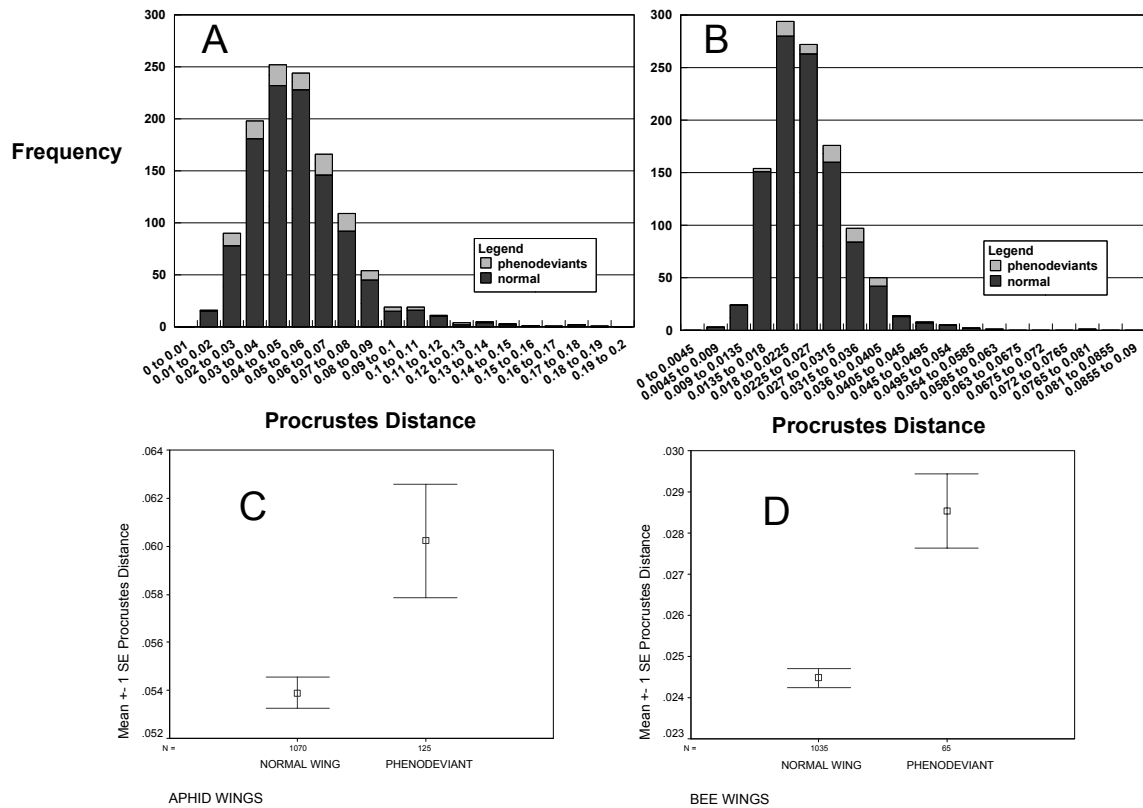 A
B
300
250
200
150
100
50
0
Frequency
Legend
phenodeviants
normal
0 to 0.01
0.01 to 0.02
0.02 to 0.03
0.03 to 0.04
0.04 to 0.05
0.05 to 0.06
0.06 to 0.07
0.07 to 0.08
0.08 to 0.09
0.09 to 0.1
0.1 to 0.11
0.11 to 0.12
0.12 to 0.13
0.13 to 0.14
0.14 to 0.15
0.15 to 0.16
0.16 to 0.17
0.17 to 0.18
0.18 to 0.19
0.19 to 0.2
Procrustes Distance
300
250
200
150
100
50
0
Legend
phenodeviants
normal
0 to 0.0045
0.0045 to 0.009
0.009 to 0.0135
0.0135 to 0.018
0.018 to 0.0225
0.0225 to 0.027
0.027 to 0.0315
0.0315 to 0.036
0.036 to 0.0405
0.0405 to 0.045
0.045 to 0.0495
0.0495 to 0.054
0.054 to 0.0585
0.0585 to 0.063
0.063 to 0.0675
0.0675 to 0.072
0.072 to 0.0765
0.0765 to 0.081
0.081 to 0.0855
0.0855 to 0.09
Procrustes Distance
C
Mean +- 1 SE Procrustes Distance
.064
.062
.060
.058
.056
.054
.052
N =
1070
125
NORMAL WING
PHENODEVIANT
APHID WINGS
D
Mean +- 1 SE Procrustes Distance
.030
.029
.028
.027
.026
.025
.024
.023
N =
1035
65
NORMAL WING
PHENODEVIANT
BEE WINGS